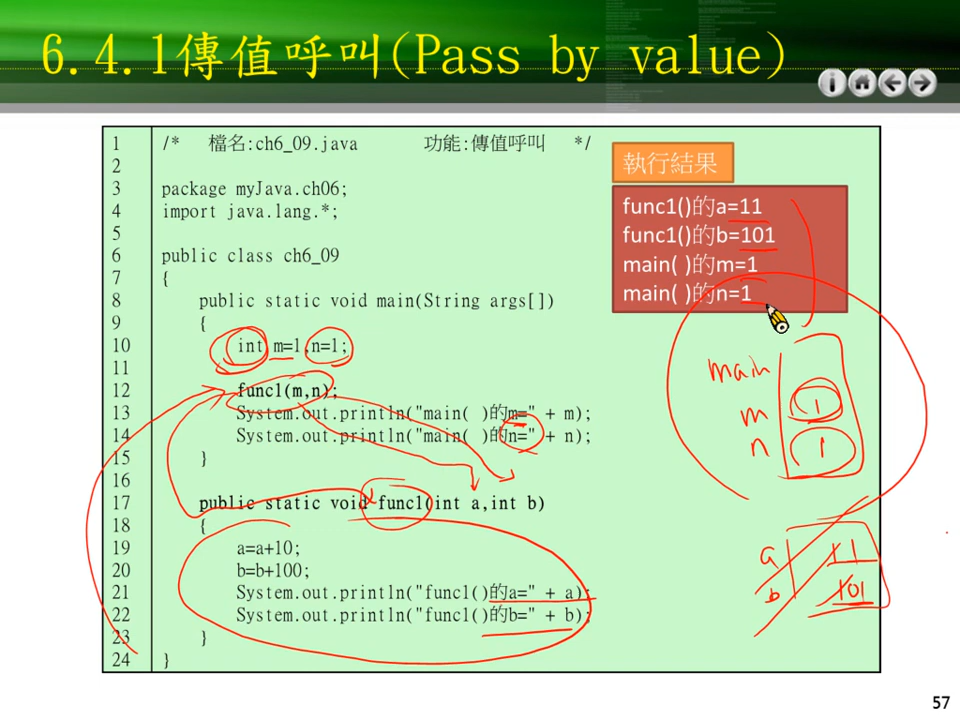 6.4.1傳值呼叫(Pass by value)
1 /* 檔名:ch6_09.java 功能:傳值呼叫 */
2
3 package myJava.ch06;
4 import java.lang.*;
5
6 public class ch6_09
7 {
8 public static void main(String args[])
9 {
10 int m=1,n=1;
11
12 func1(m,n);
13 System.out.println("main( )的m=" + m);
14 System.out.println("main( )的n=" + n);
15 }
16
17 public static void func1(int a,int b)
18 {
19 a=a+10;
20 b=b+100;
21 System.out.println("func1()的a=" + a);
22 System.out.println("func1()的b=" + b);
23 }
24 }
執行結果
func1()的a=11
func1()的b=101
main( )的m=1
main( )的n=1
main
m 1
n 1
a 11
b 101
57